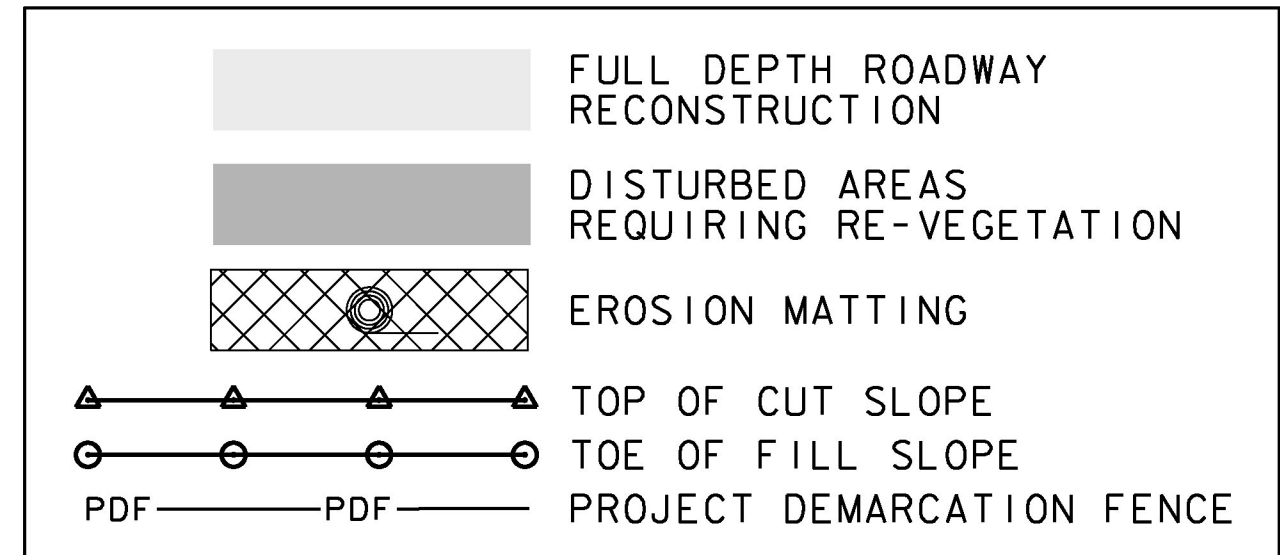 FULL DEPTH ROADWAY
RECONSTRUCTION
DISTURBED AREAS
REQUIRING RE-VEGETATION
EROSION MATTING
TOP OF CUT SLOPE
TOE OF FILL SLOPE
PDF PDF PROJECT DEMARCATION FENCE